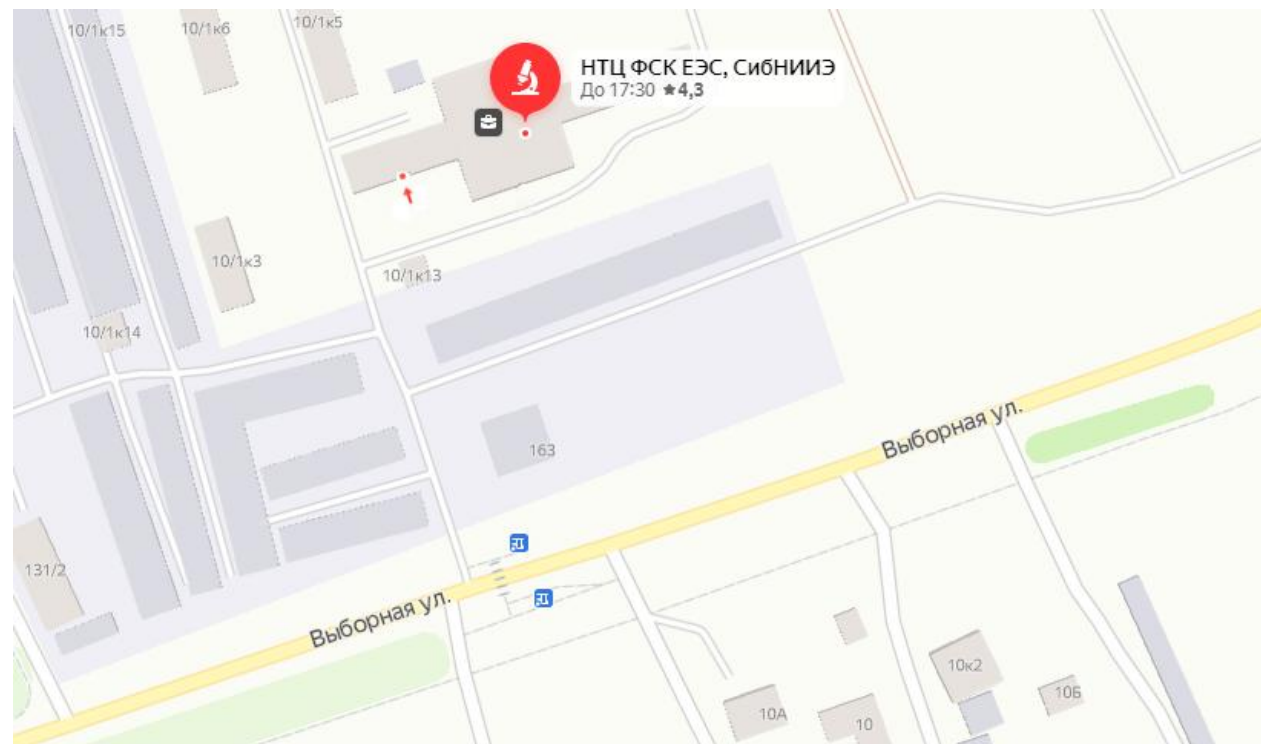 10/1к15
10/1к6
10/1к5
НТЦ ФСК ЕЭС, СибНИИЭ
До 17:30 ★4,3
10/1к3
10/1к13
10/1к14
163
Выборная ул.
131/2
Выборная ул.
10к2
10Б
10А
10